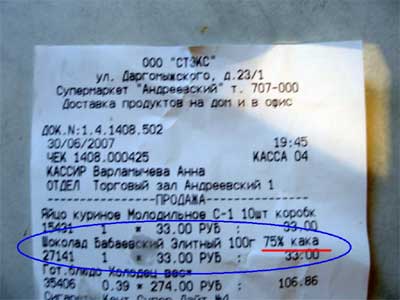 ООО "СТЭКС"
ул. Даргомыжского, д.23/1
Супермаркет "Андреевский" т. 707-000
Доставка продуктов на дом и в офис
ДОК.N:1.4.1408.502
30/06/2007 19:45
ЧЕК 1408.000425 КАССА 04
КАССИР Варламычева Анна
ОТДЕЛ Торговый зал Андреевский 1
ПРОДАЖА
Яйцо куриное Молодильное С-1 10шт коробк
15431 1 * 33.00 РУБ : 33.00
Шоколад Бабаевский Элитный 100г 75% кака
27141 1 * 33.00 РУБ : 33.00
Гот.блюдо Холодец вес*
35436 0.39 * 274.00 РУБ : 106.86